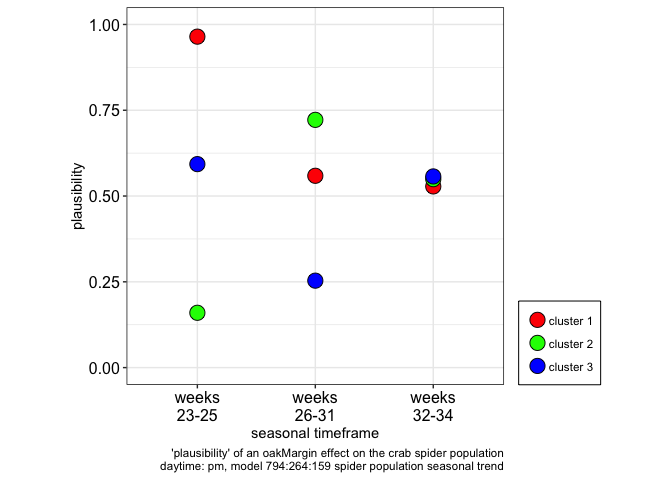 1.00
0.75
0.50
0.25
0.00
plausibility
weeks
23-25
weeks
26-31
weeks
32-34
seasonal timeframe
cluster 1
cluster 2
cluster 3
'plausibility' of an oakMargin effect on the crab spider population
daytime: pm, model 794:264:159 spider population seasonal trend